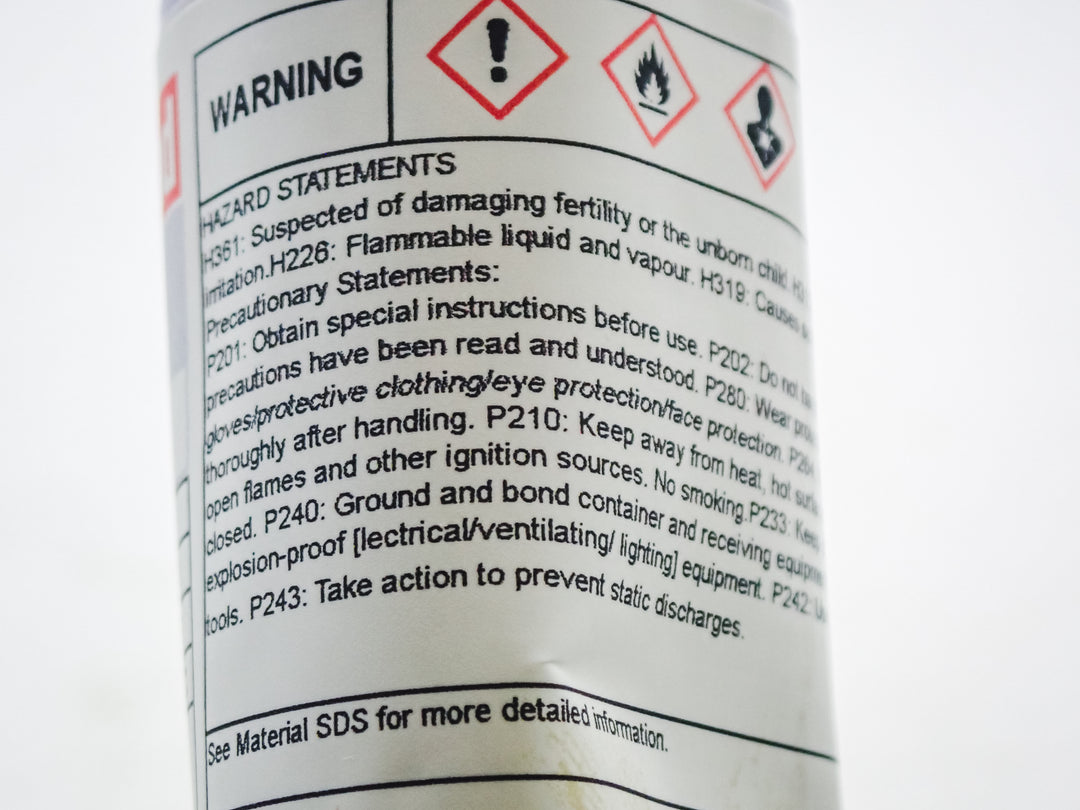 WARNING
HAZARD STATEMENTS
H361: Suspected of damaging fertility or the unborn child
irritation.H226: Flammable liquid and vapour. H319: Causes
Precautionary Statements:
P201: Obtain special instructions before use. P202: Do not
precautions have been read and understood. P280: Wear
gloves/protective clothing/eye protection/face protection.
thoroughly after handling. P210: Keep away from heat, hot
open flames and other ignition sources. No smoking.P233: Keep
closed. P240: Ground and bond container and receiving
explosion-proof [lectrical/ventilating/ lighting] equipment. P242:
tools. P243: Take action to prevent static discharges.
See Material SDS for more detailed information.